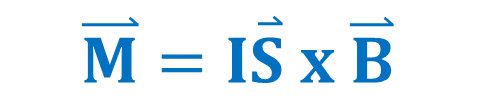 M⃗ = IS⃗ x B⃗